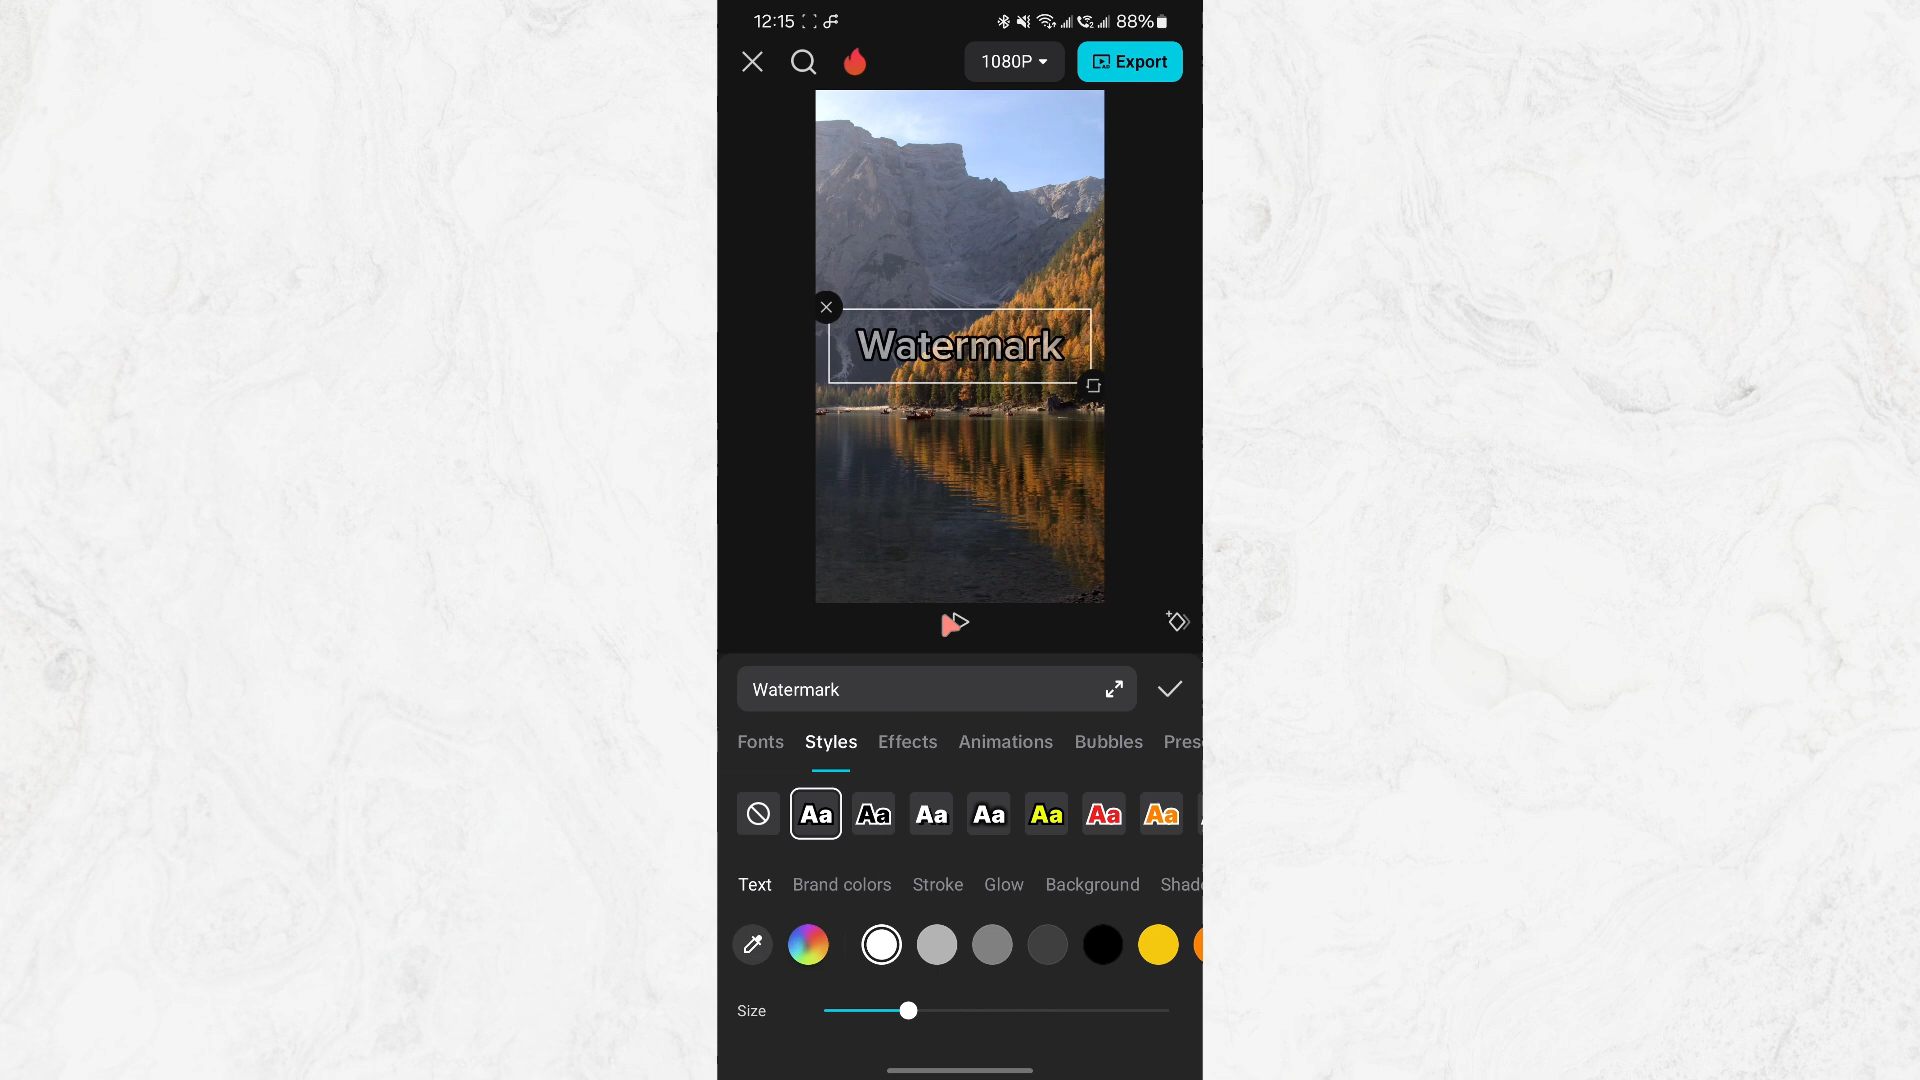 12:15 88%
1080P Export
Watermark
Watermark
Fonts Styles Effects Animations Bubbles Pres
Aa Aa Aa Aa Aa Aa Aa
Text Brand colors Stroke Glow Background Shad
Size